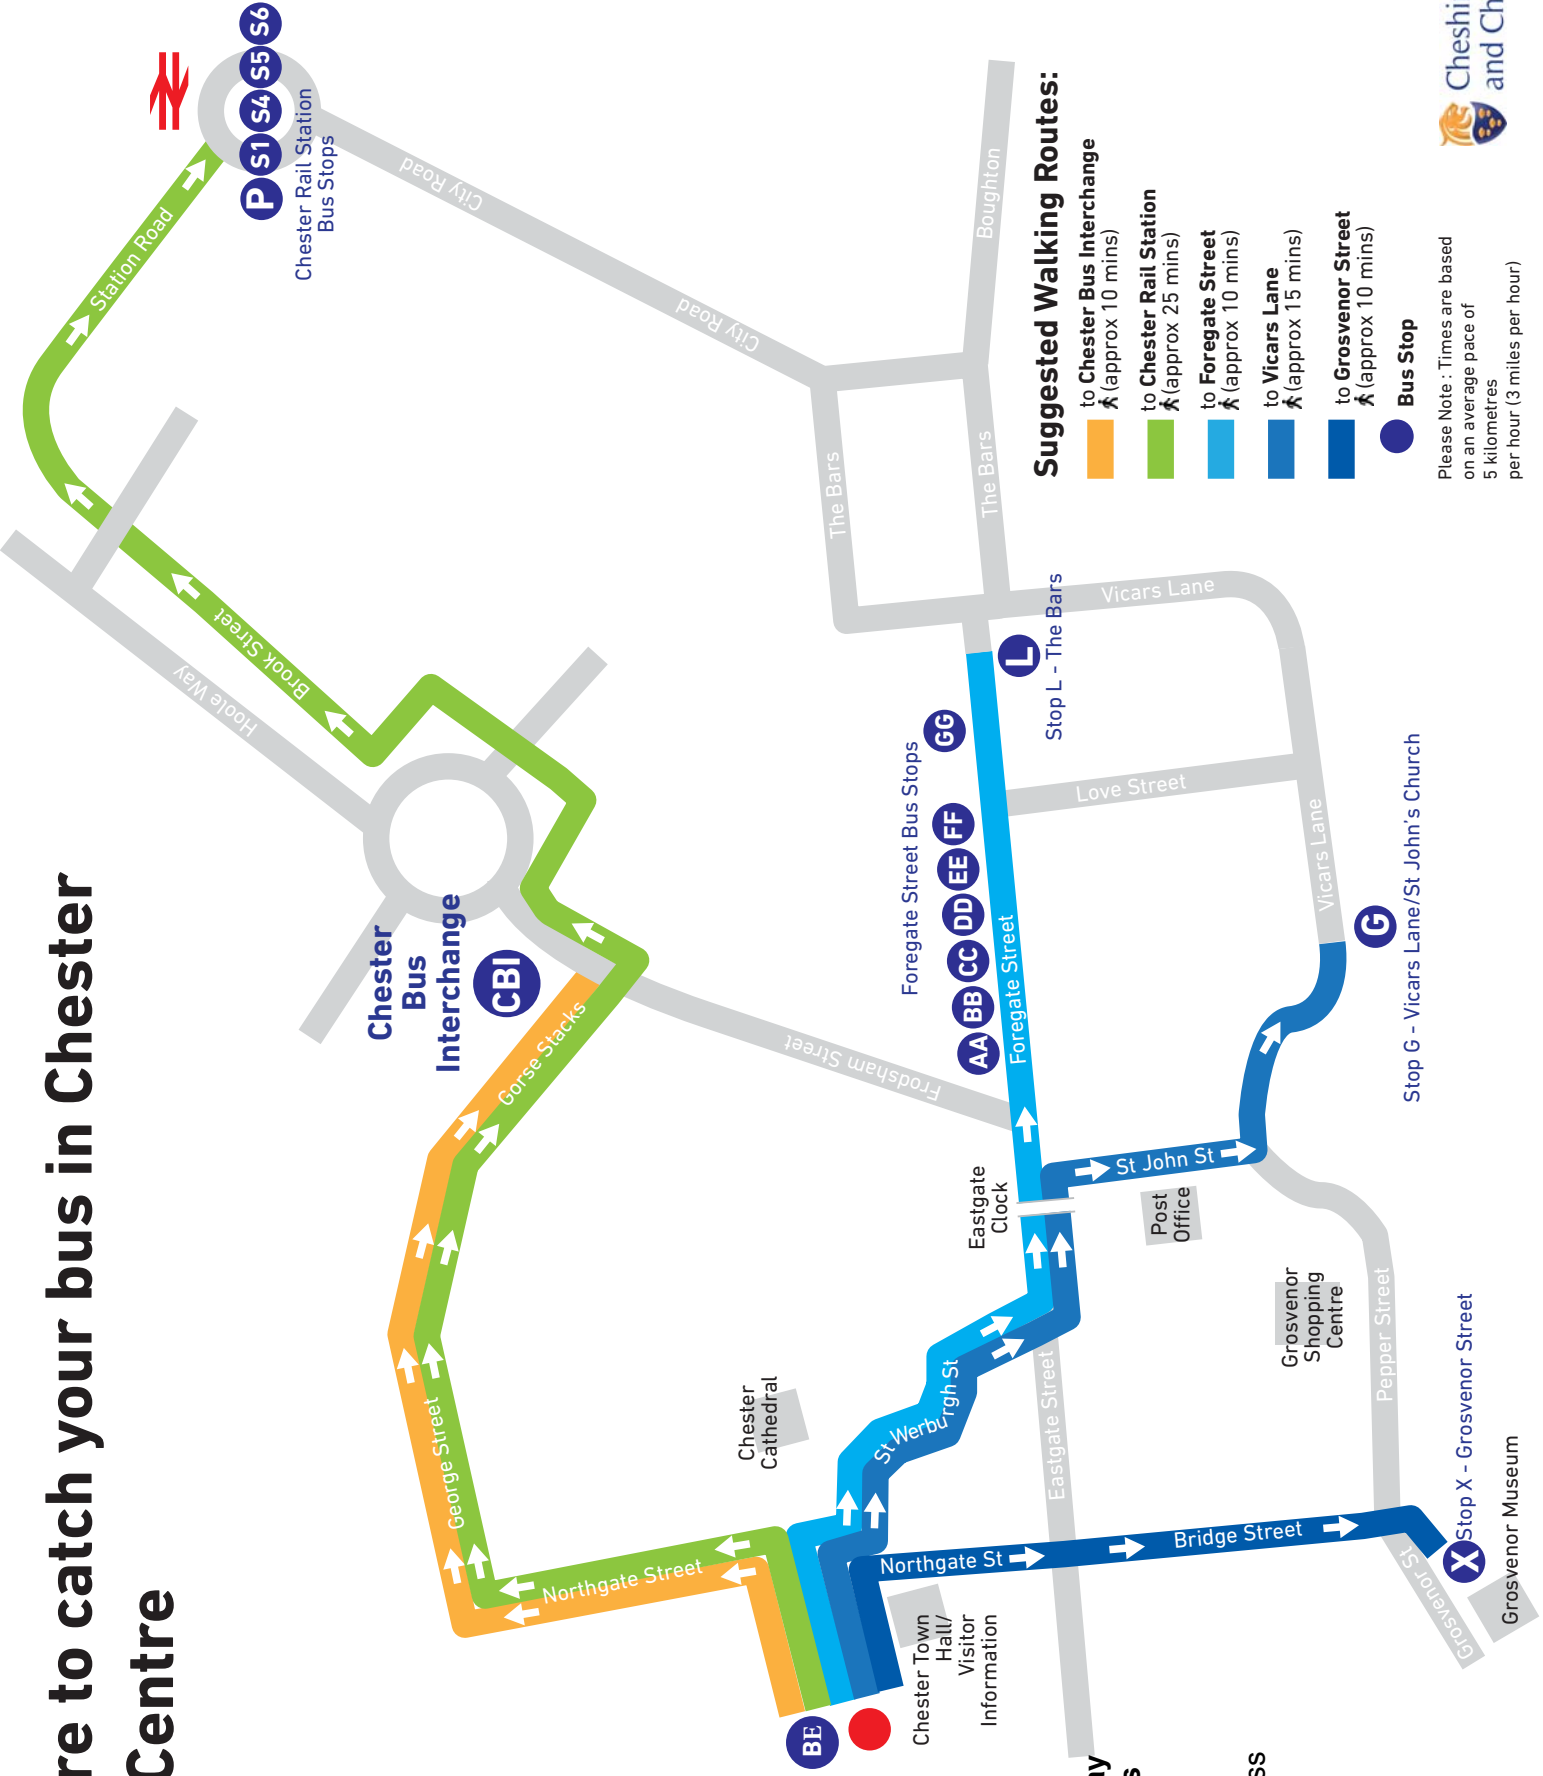 re to catch your bus in Chester
Centre
Station Road
P
S1
S4
S5
S6
Chester Rail Station
Bus Stops
City Road
City Road
Boughton
The Bars
The Bars
Brook Street
Hoole Way
Chester
Bus
Interchange
CBI
Gorse Stacks
George Street
Northgate Street
Frodsham Street
Foregate Street Bus Stops
AA
BB
CC
DD
EE
FF
GG
Foregate Street
L
Stop L - The Bars
Vicars Lane
Love Street
Vicars Lane
G
Stop G - Vicars Lane/St John's Church
St John St
Eastgate
Clock
Post
Office
Grosvenor
Shopping
Centre
Pepper Street
Chester
Cathedral
St Werburgh St
Eastgate Street
Northgate St
Bridge Street
BE
Chester Town
Hall/
Visitor
Information
X
Stop X - Grosvenor Street
Grosvenor St
Grosvenor Museum
Suggested Walking Routes:
to Chester Bus Interchange
(approx 10 mins)
to Chester Rail Station
(approx 25 mins)
to Foregate Street
(approx 10 mins)
to Vicars Lane
(approx 15 mins)
to Grosvenor Street
(approx 10 mins)
Bus Stop
Please Note : Times are based
on an average pace of
5 kilometres
per hour (3 miles per hour)
Cheshi
and Ch
ay
s
ss